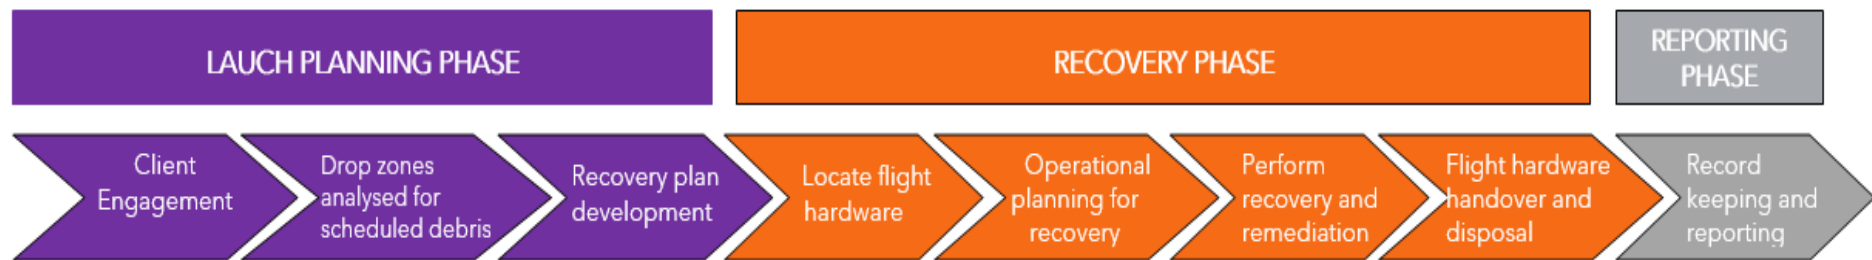 LAUCH PLANNING PHASE
RECOVERY PHASE
REPORTING
PHASE
Client
Engagement
Drop zones
analysed for
scheduled debris
Recovery plan
development
Locate flight
hardware
Operational
planning for
recovery
Perform
recovery and
remediation
Flight hardware
handover and
disposal
Record
keeping and
reporting